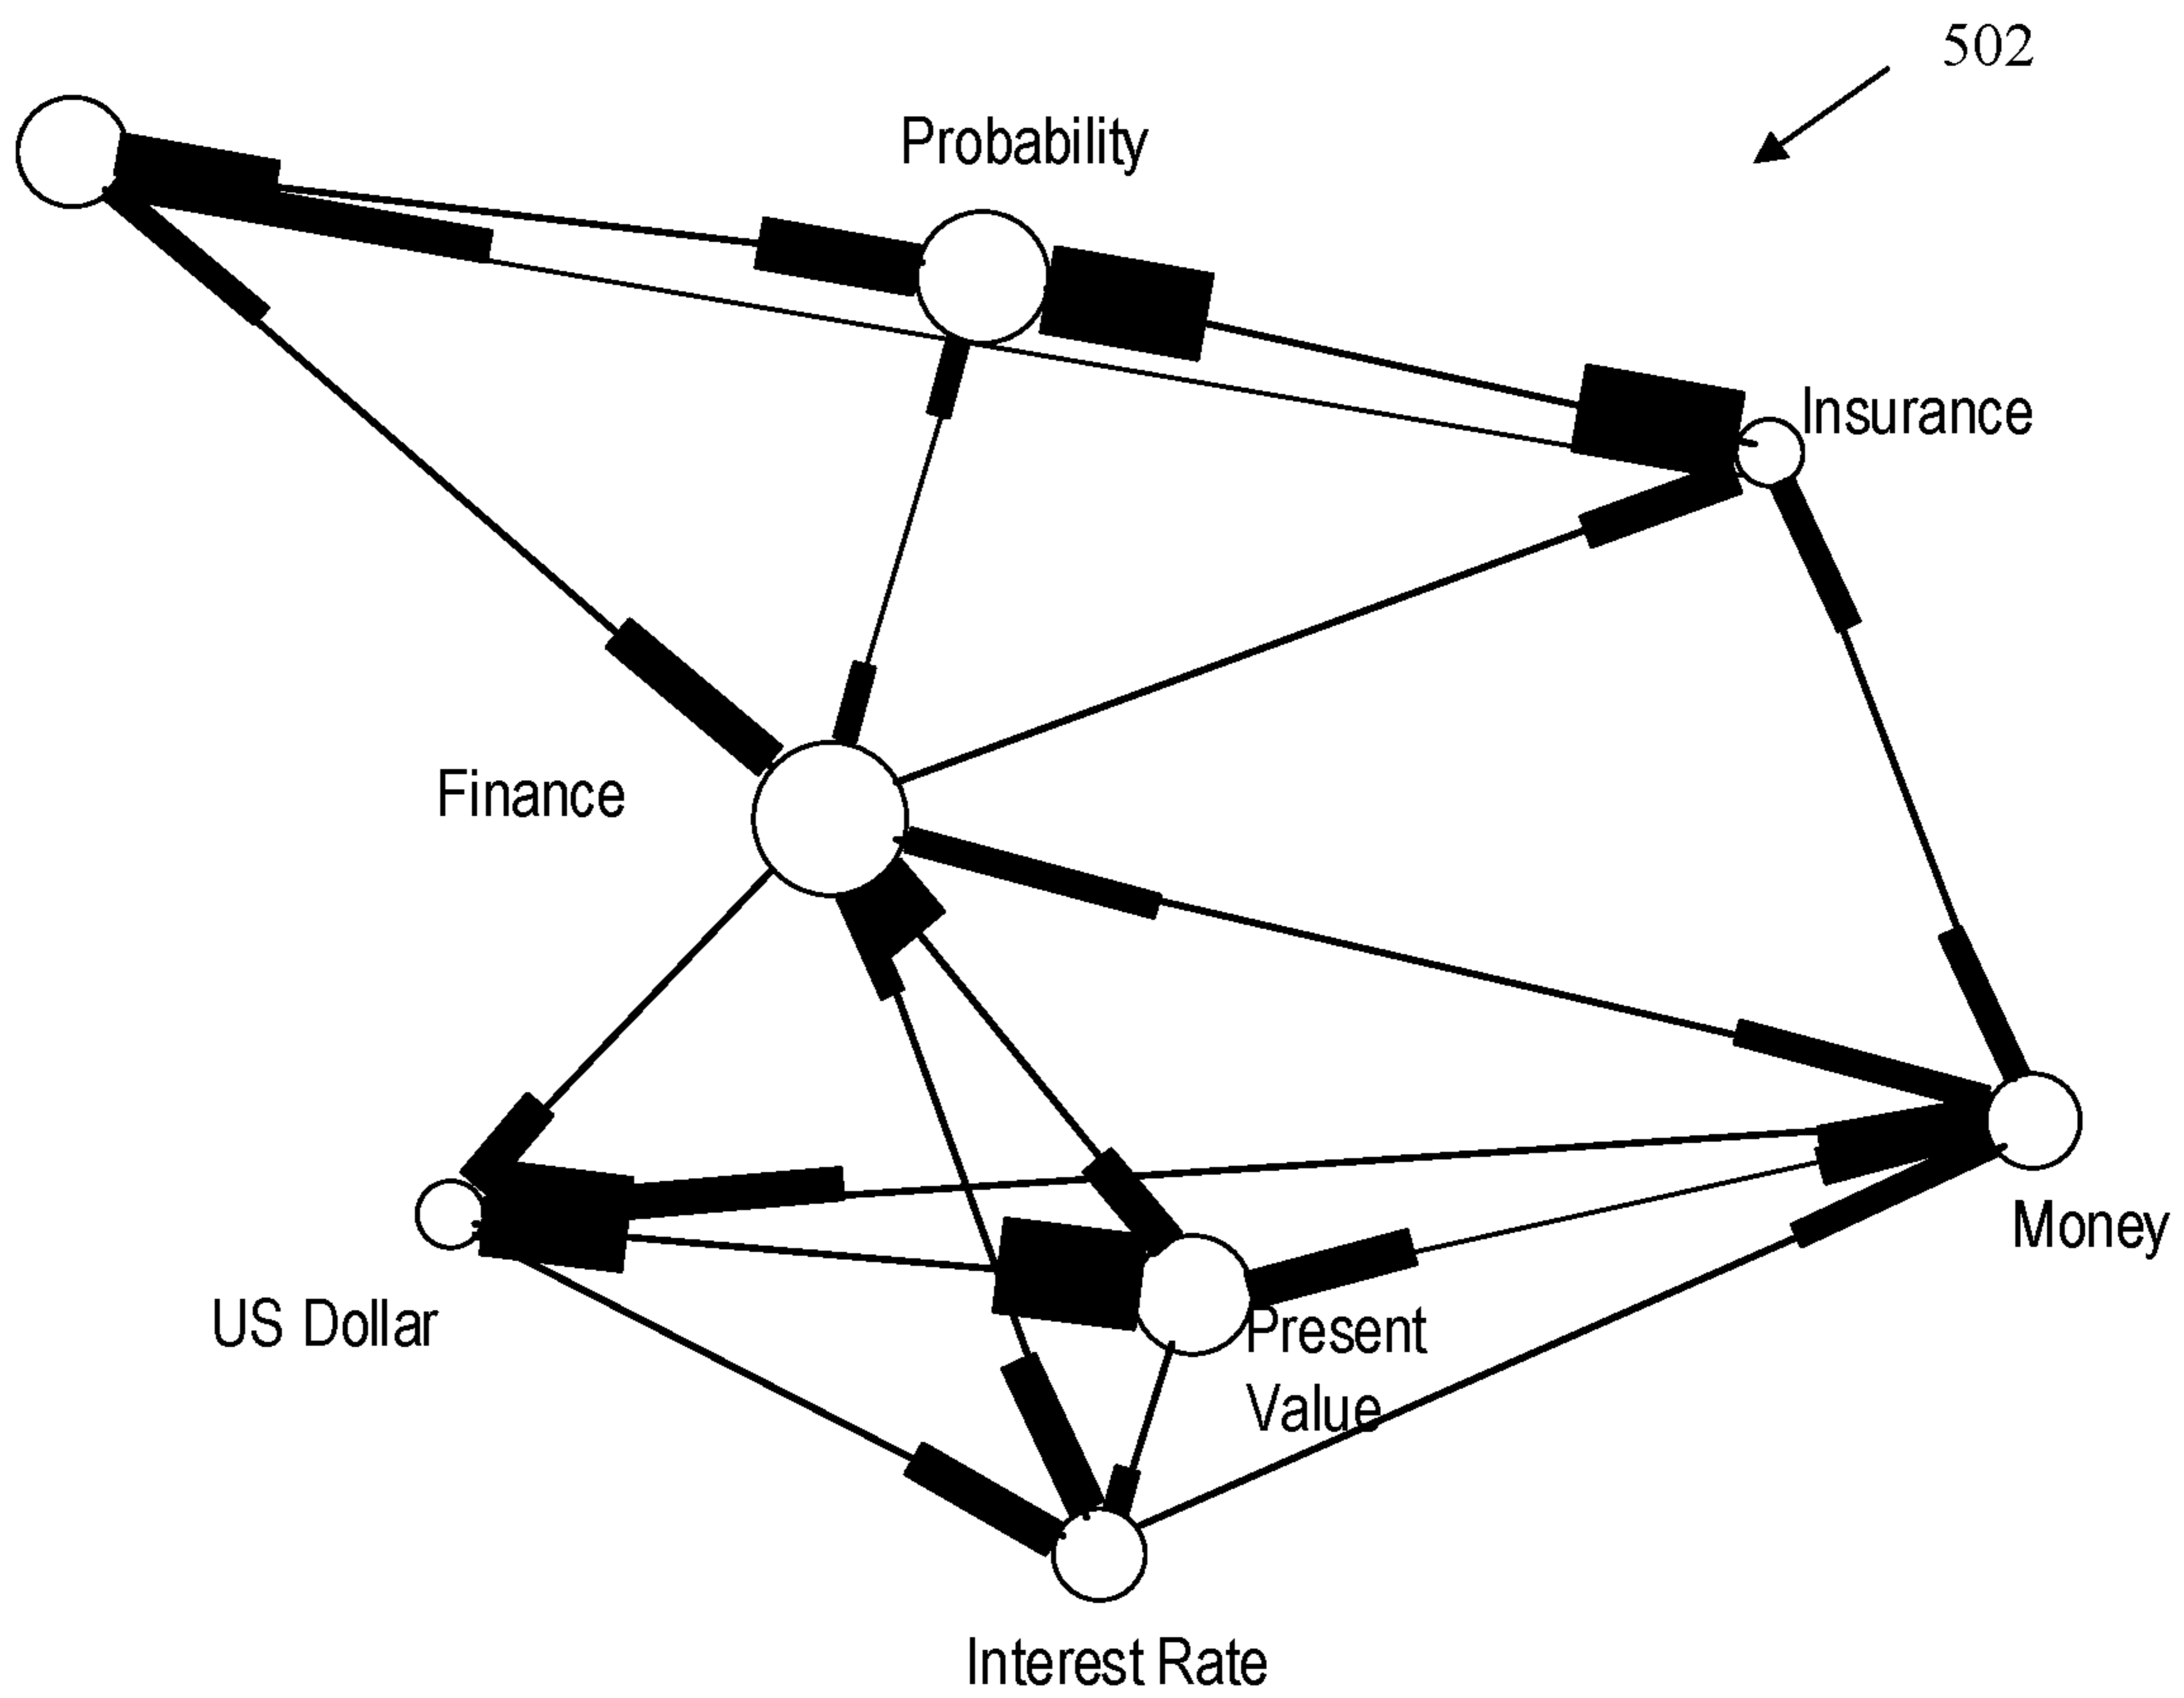 502
Probability
Insurance
Finance
Money
US Dollar
Present
Value
Interest Rate